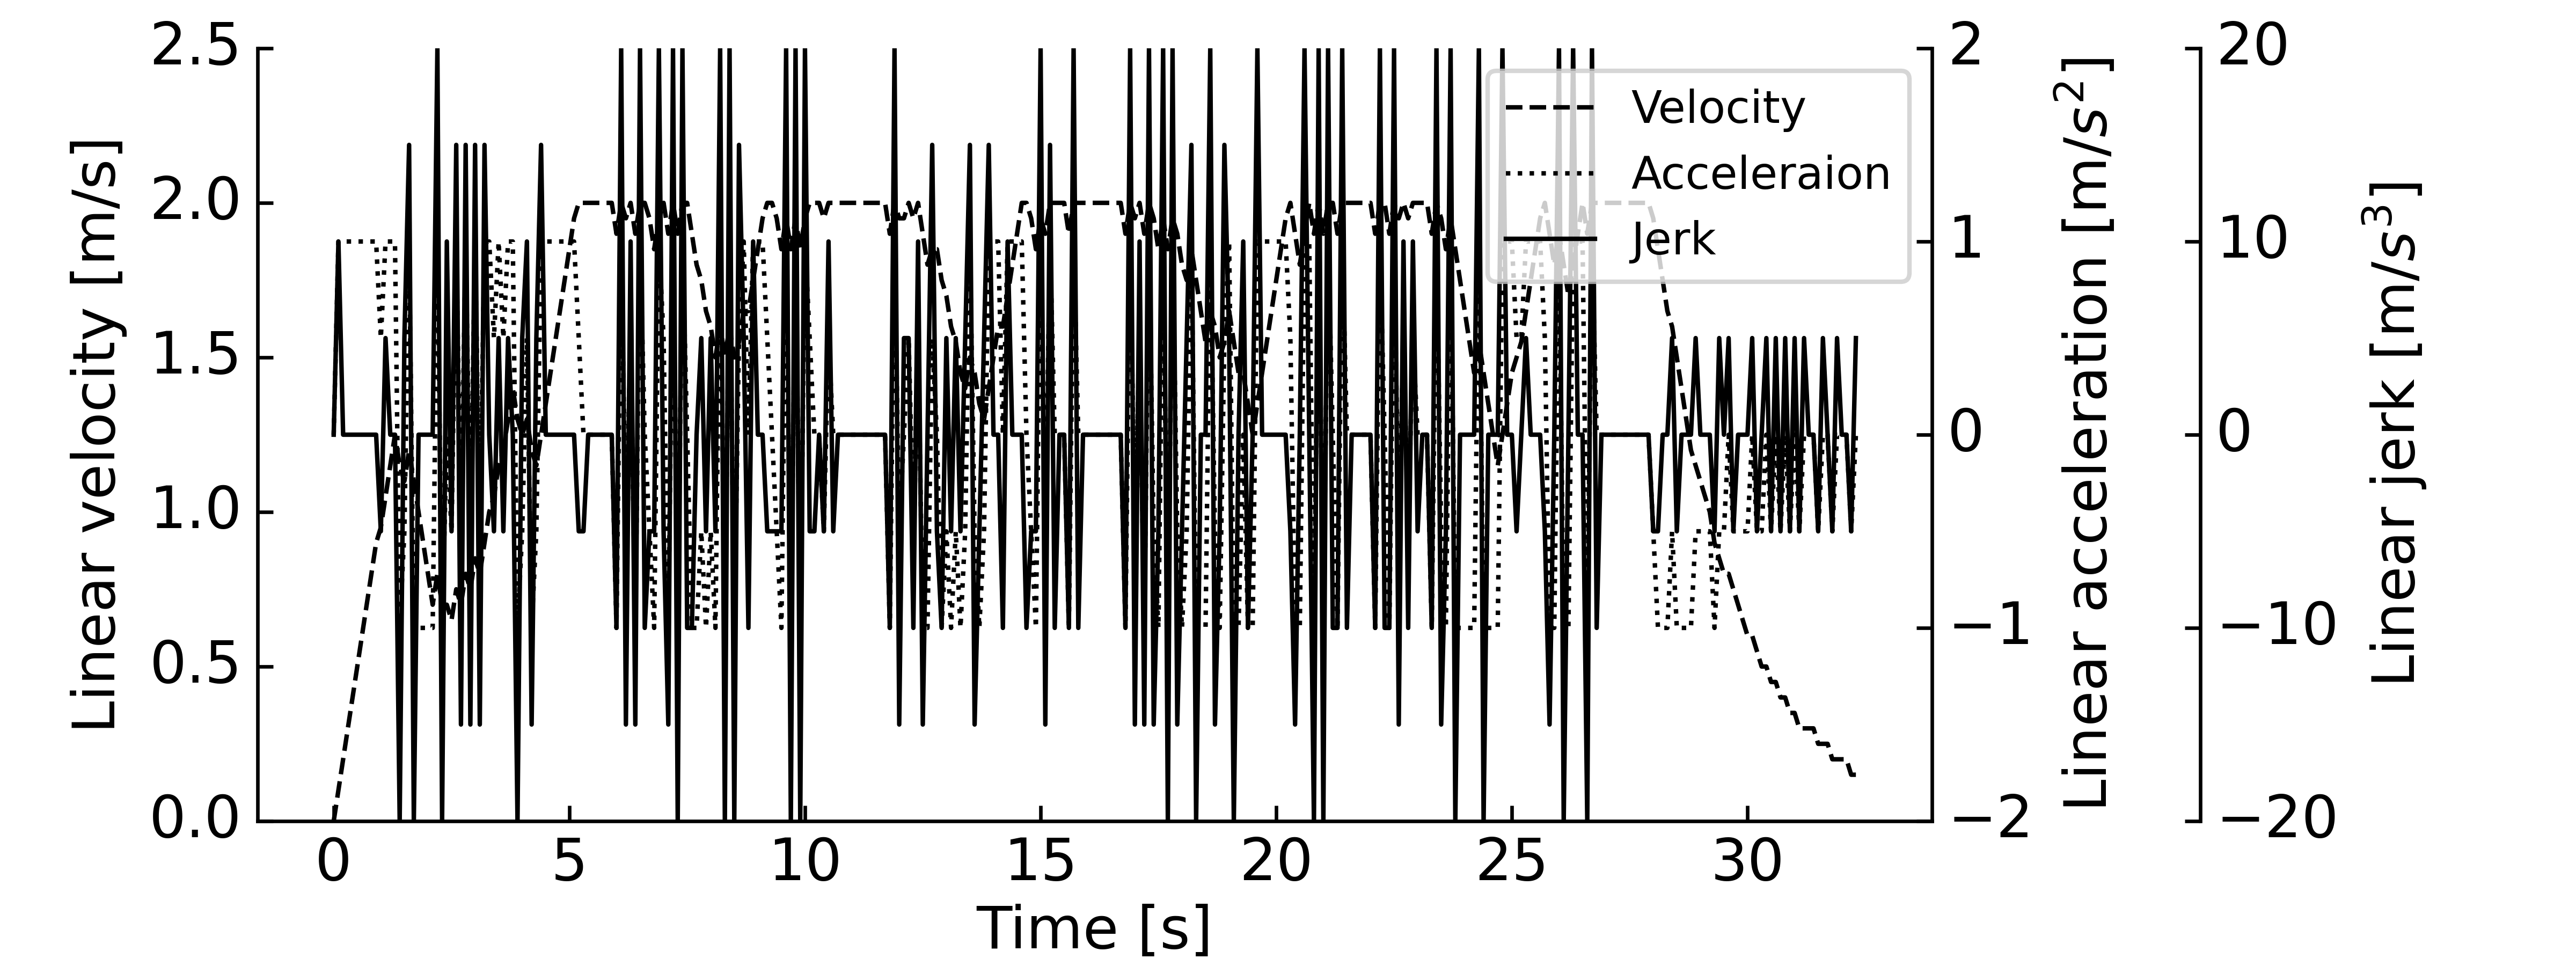 2.5
2.0
1.5
1.0
0.5
0.0
Linear velocity [m/s]
0 5 10 15 20 25 30
Time [s]
Velocity
Acceleraion
Jerk
2
1
0
−1
−2
Linear acceleration [m/s²]
20
10
0
−10
−20
Linear jerk [m/s³]